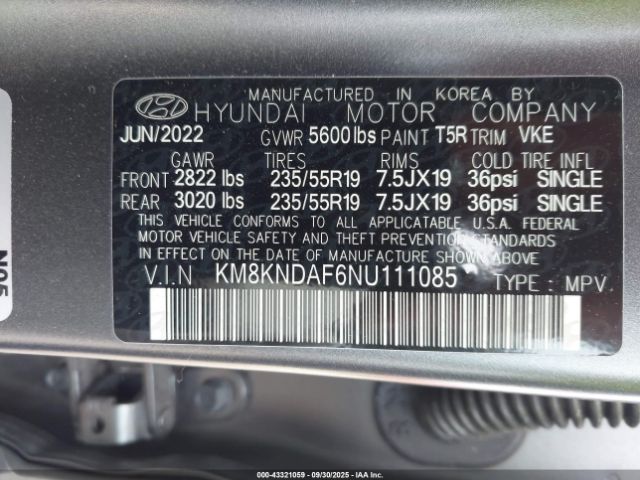 MANUFACTURED IN KOREA BY
HYUNDAI MOTOR COMPANY
JUN/2022 GVWR 5600 lbs PAINT T5R TRIM VKE
GAWR TIRES RIMS COLD TIRE INFL
FRONT 2822 lbs 235/55R19 7.5JX19 36psi SINGLE
REAR 3020 lbs 235/55R19 7.5JX19 36psi SINGLE
THIS VEHICLE CONFORMS TO ALL APPLICABLE U.S.A. FEDERAL
MOTOR VEHICLE SAFETY AND THEFT PREVENTION STANDARDS
IN EFFECT ON THE DATE OF MANUFACTURE SHOWN ABOVE.
V.I.N KM8KNDAF6NU111085 TYPE : MPV
N05
000-43321059 - 09/30/2025 - IAAI US